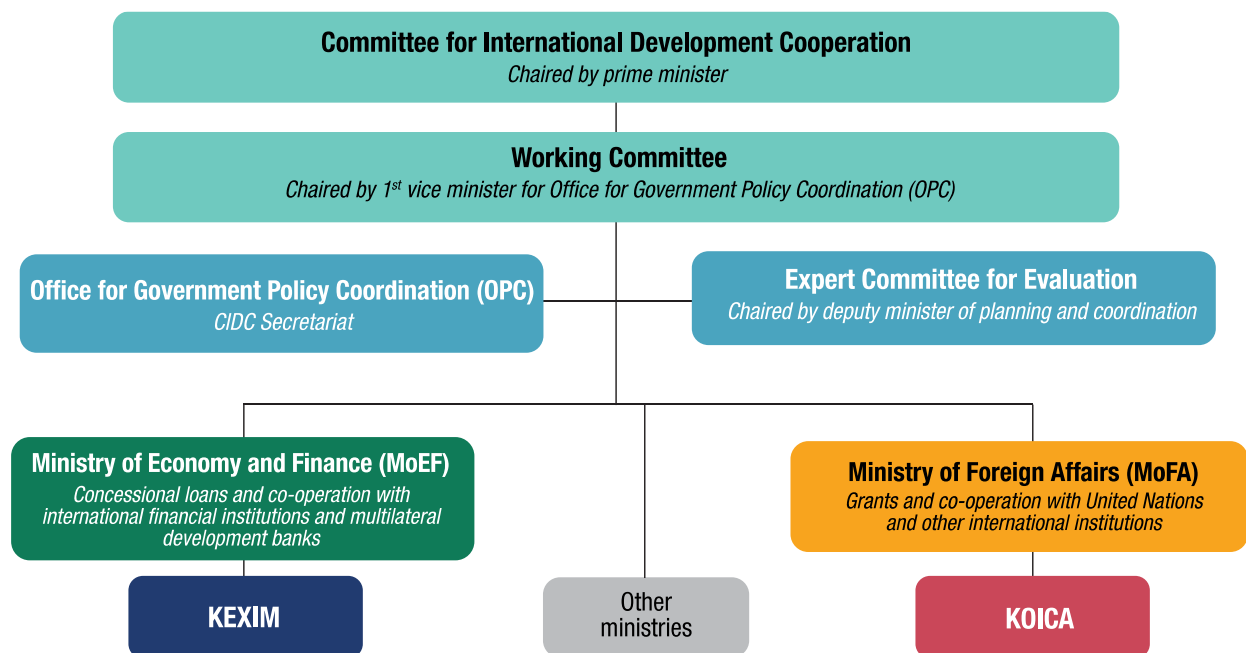 Committee for International Development Cooperation
Chaired by prime minister
Working Committee
Chaired by 1st vice minister for Office for Government Policy Coordination (OPC)
Office for Government Policy Coordination (OPC)
CIDC Secretariat
Expert Committee for Evaluation
Chaired by deputy minister of planning and coordination
Ministry of Economy and Finance (MoEF)
Concessional loans and co-operation with
international financial institutions and multilateral
development banks
Ministry of Foreign Affairs (MoFA)
Grants and co-operation with United Nations
and other international institutions
KEXIM
Other
ministries
KOICA